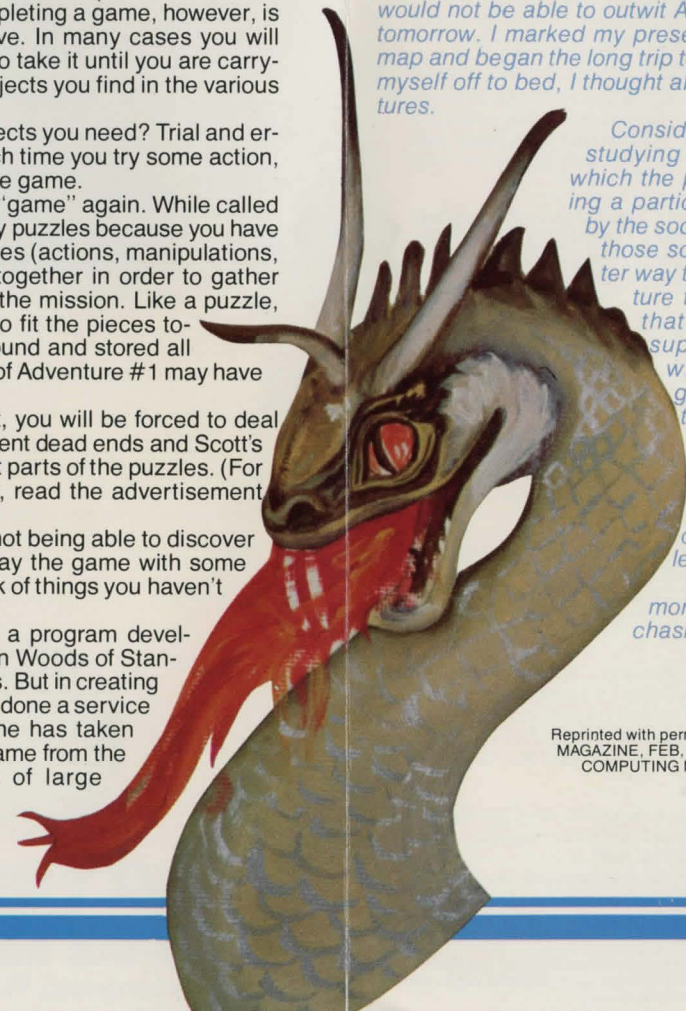 pleting a game, however, is
ve. In many cases you will
o take it until you are carry-
jects you find in the various
ects you need? Trial and er-
ch time you try some action,
e game.
"game" again. While called
y puzzles because you have
es (actions, manipulations,
together in order to gather
the mission. Like a puzzle,
o fit the pieces to-
und and stored all
of Adventure #1 may have
, you will be forced to deal
ent dead ends and Scott's
t parts of the puzzles. (For
, read the advertisement
not being able to discover
ay the game with some
k of things you haven't
a program devel-
n Woods of Stan-
s. But in creating
done a service
ne has taken
ame from the
of large
would not be able to outwit A
tomorrow. I marked my prese
map and began the long trip t
myself off to bed, I thought a
tures.
Consid
studying
which the p
ing a partic
by the soc
those so
ter way t
ture
that
sup
w
g
le
mor
chas
Reprinted with perr
MAGAZINE, FEB,
COMPUTING